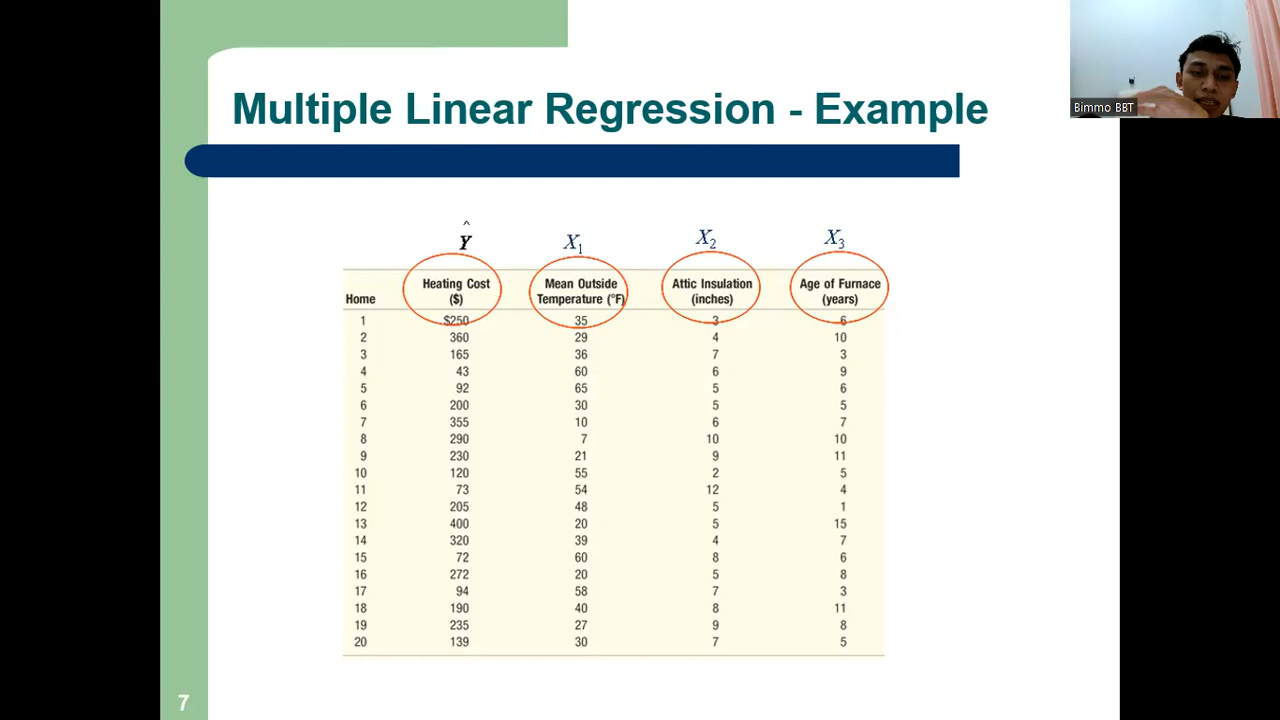 Multiple Linear Regression - Example
Bimmo BBT
Ŷ X₁ X₂ X₃
Home Heating Cost ($) Mean Outside Temperature (°F) Attic Insulation (inches) Age of Furnace (years)
1 $250 35 3 6
2 360 29 4 10
3 165 36 7 3
4 43 60 6 9
5 92 65 5 6
6 200 30 5 5
7 355 10 6 7
8 290 7 10 10
9 230 21 9 11
10 120 55 2 5
11 73 54 12 4
12 205 48 5 1
13 400 20 5 15
14 320 39 4 7
15 72 60 8 6
16 272 20 5 8
17 94 58 7 3
18 190 40 8 11
19 235 27 9 8
20 139 30 7 5
7